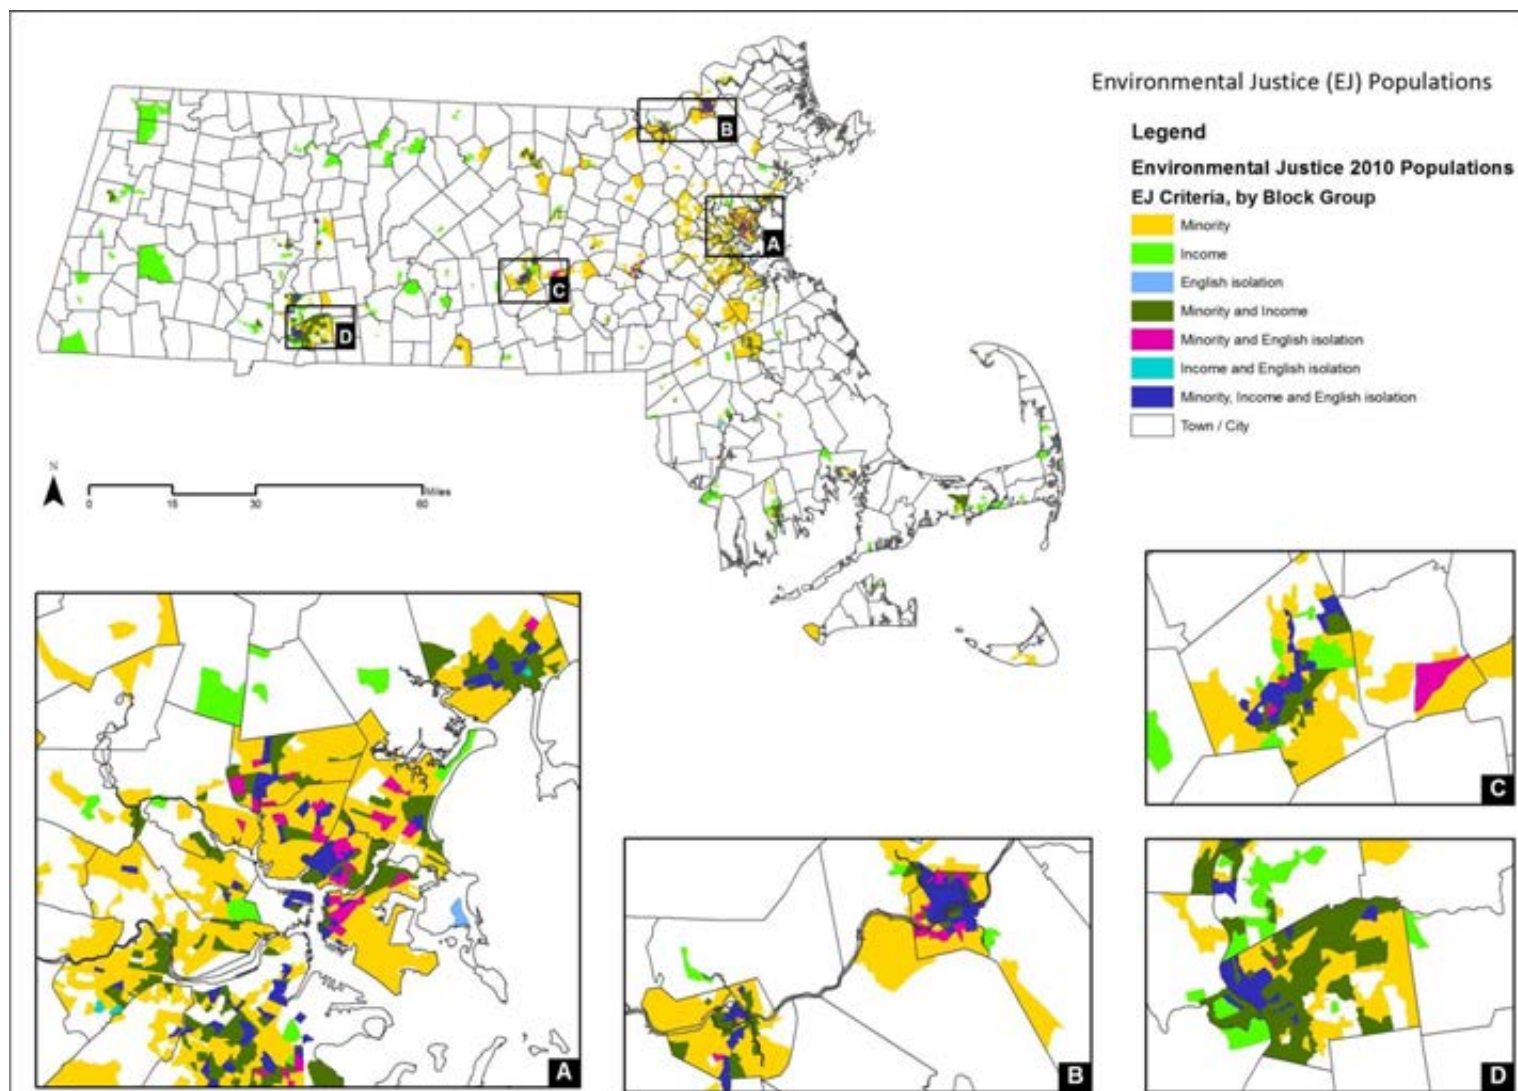 Environmental Justice (EJ) Populations
Legend
Environmental Justice 2010 Populations
EJ Criteria, by Block Group
Minority
Income
English isolation
Minority and Income
Minority and English isolation
Income and English isolation
Minority, Income and English isolation
Town / City
B
A
C
D
N
Miles
0 15 30 60
A
B
C
D